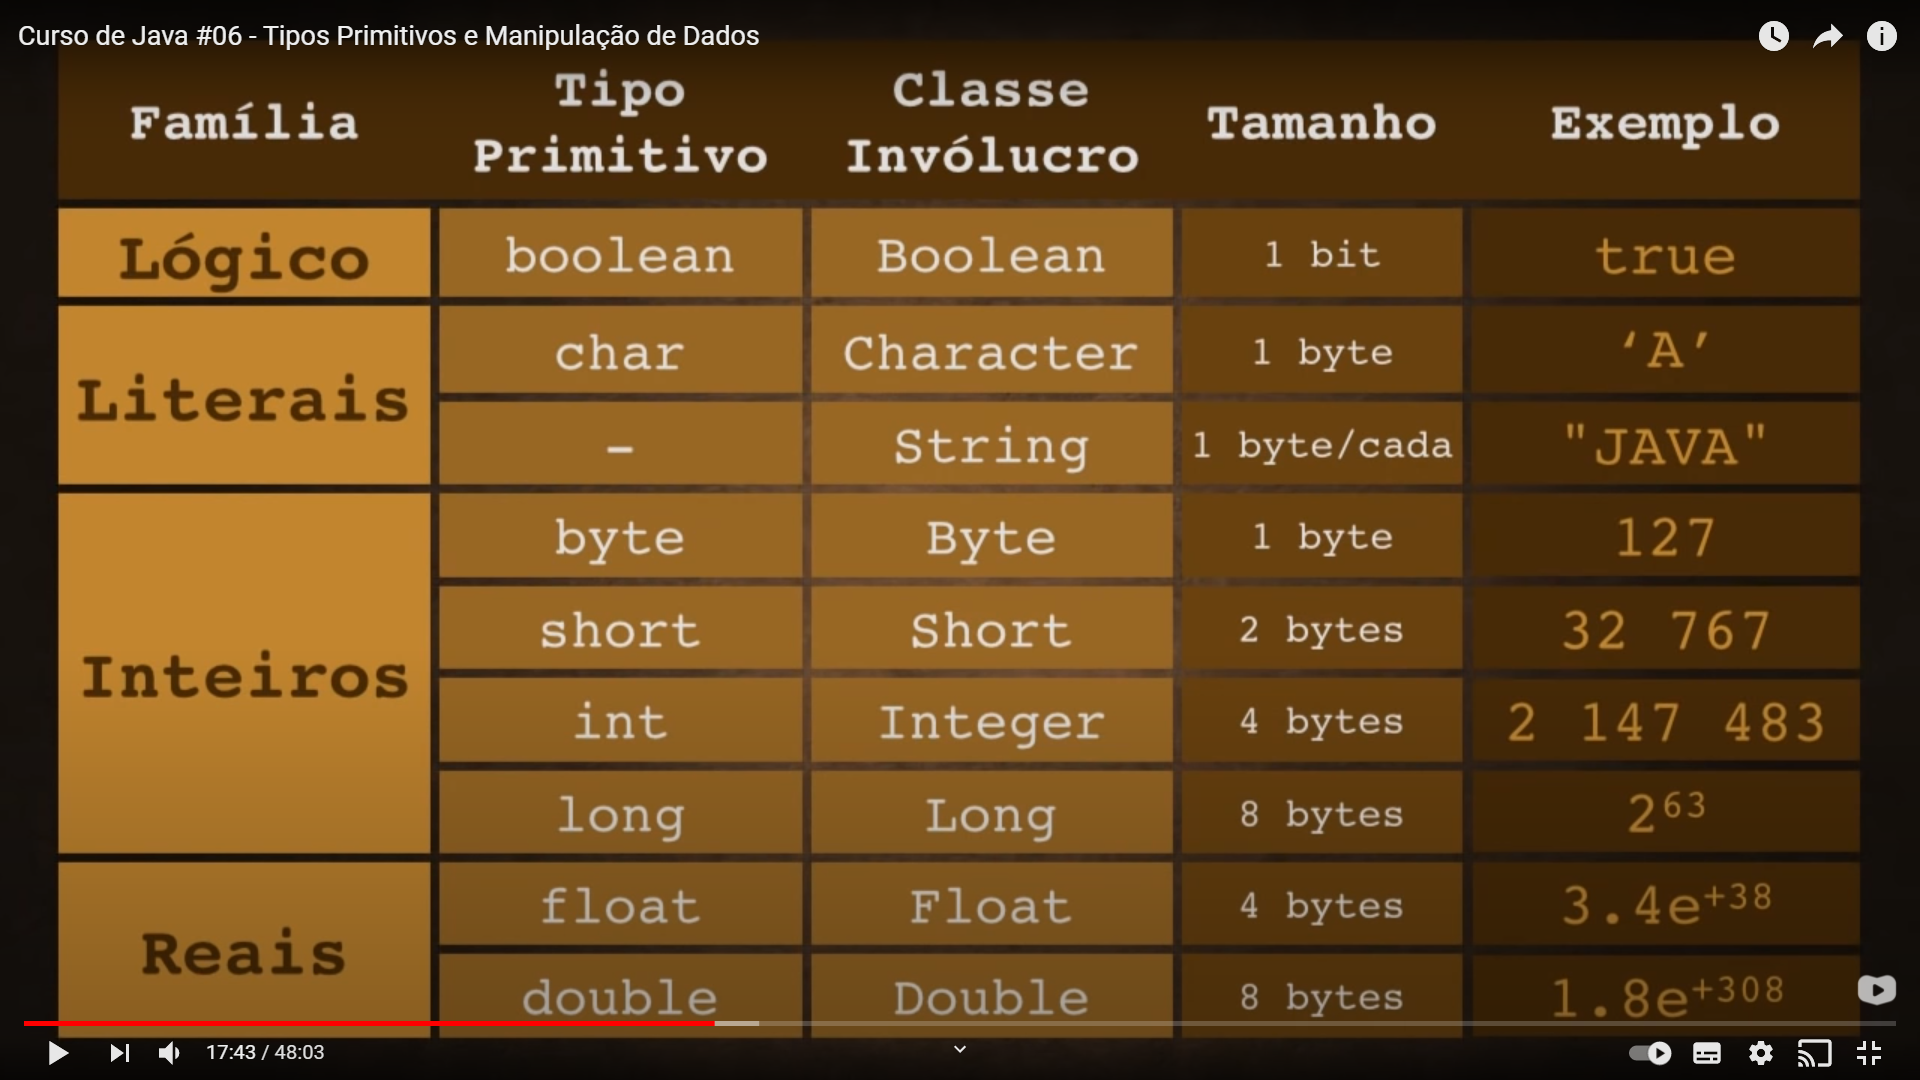 Curso de Java #06 - Tipos Primitivos e Manipulação de Dados
Família
Tipo
Primitivo
Classe
Invólucro
Tamanho
Exemplo
Lógico
boolean
Boolean
1 bit
true
Literais
char
Character
1 byte
‘A’
-
String
1 byte/cada
"JAVA"
Inteiros
byte
Byte
1 byte
127
short
Short
2 bytes
32 767
int
Integer
4 bytes
2 147 483
long
Long
8 bytes
2⁶³
Reais
float
Float
4 bytes
3.4e⁺³⁸
double
Double
8 bytes
1.8e⁺³⁰⁸
17:43 / 48:03